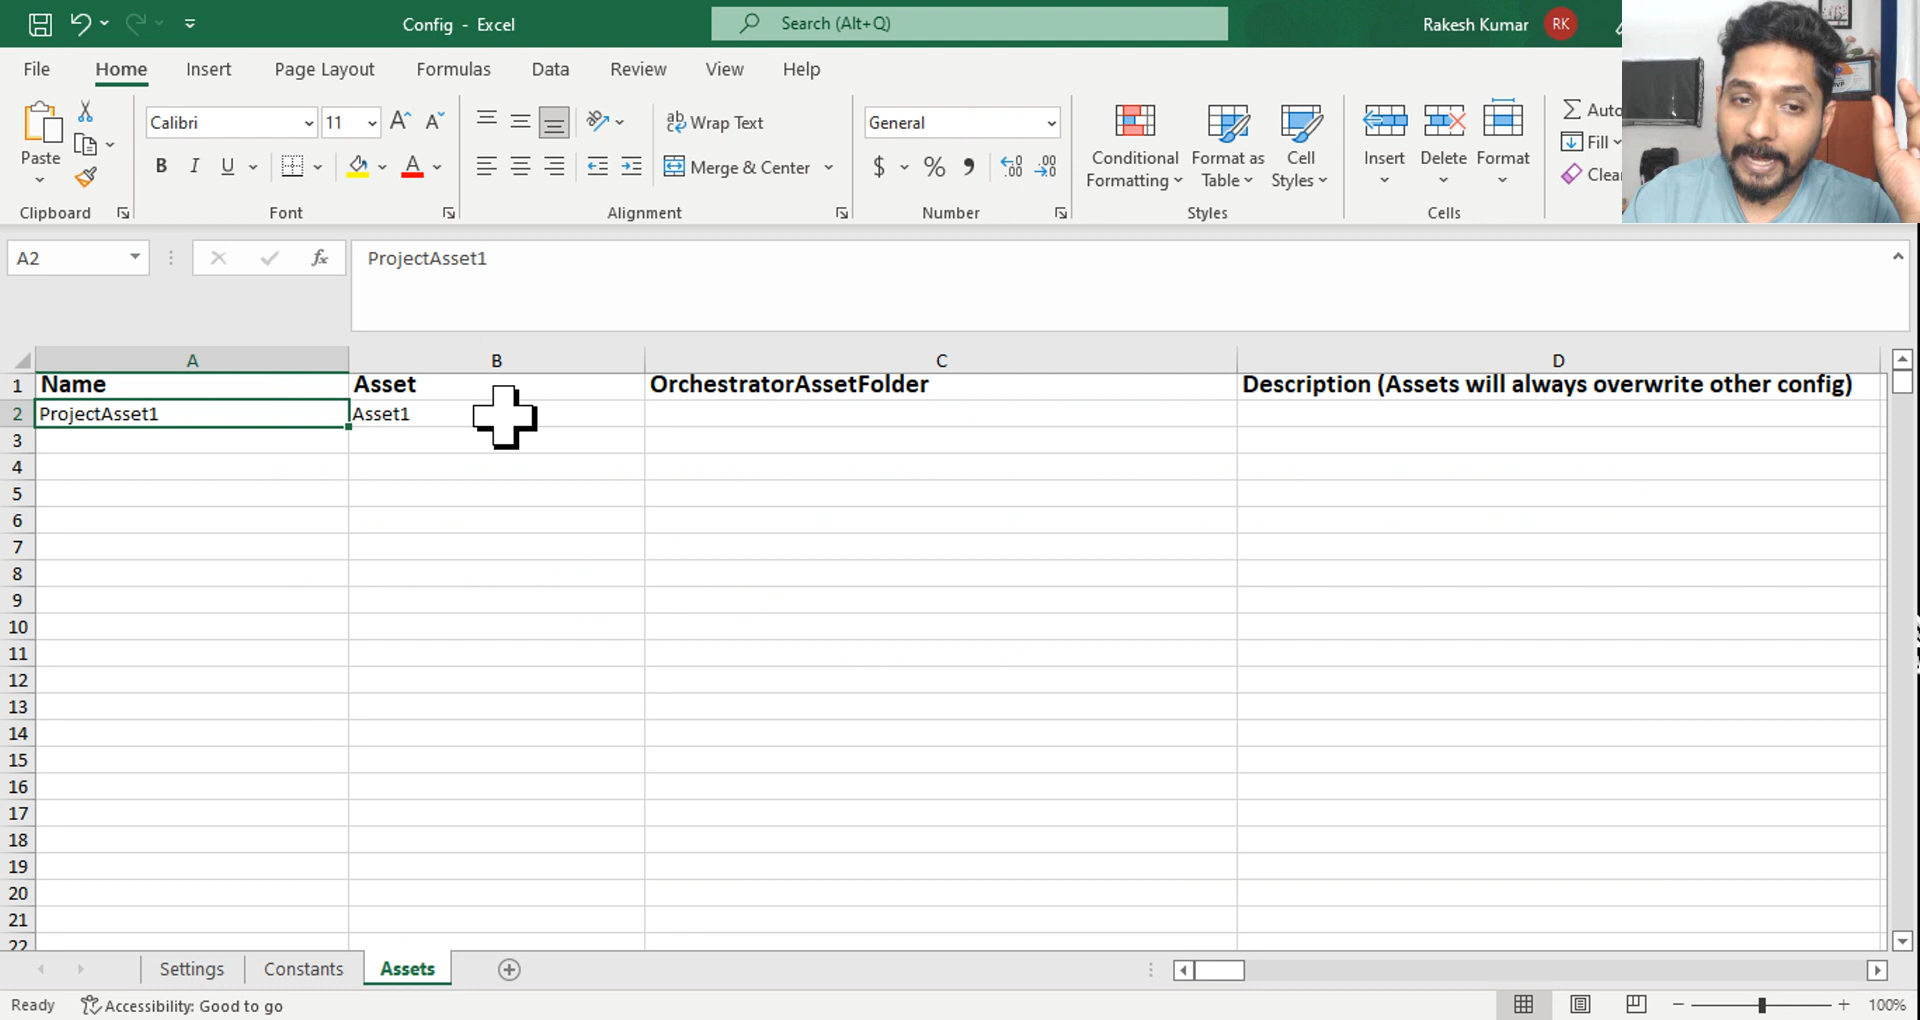 Config - Excel
Search (Alt+Q)
Rakesh Kumar RK
File Home Insert Page Layout Formulas Data Review View Help
Calibri 11 Wrap Text General Auto
Paste Merge & Center $ % Conditional Formatting Format as Table Cell Styles Insert Delete Format Fill Clea
B I U A
Clipboard Font Alignment Number Styles Cells
A2 fx ProjectAsset1
A B C D
1 Name Asset OrchestratorAssetFolder Description (Assets will always overwrite other config)
2 ProjectAsset1 Asset1
3
4
5
6
7
8
9
10
11
12
13
14
15
16
17
18
19
20
21
22
Settings Constants Assets
Ready Accessibility: Good to go 100%